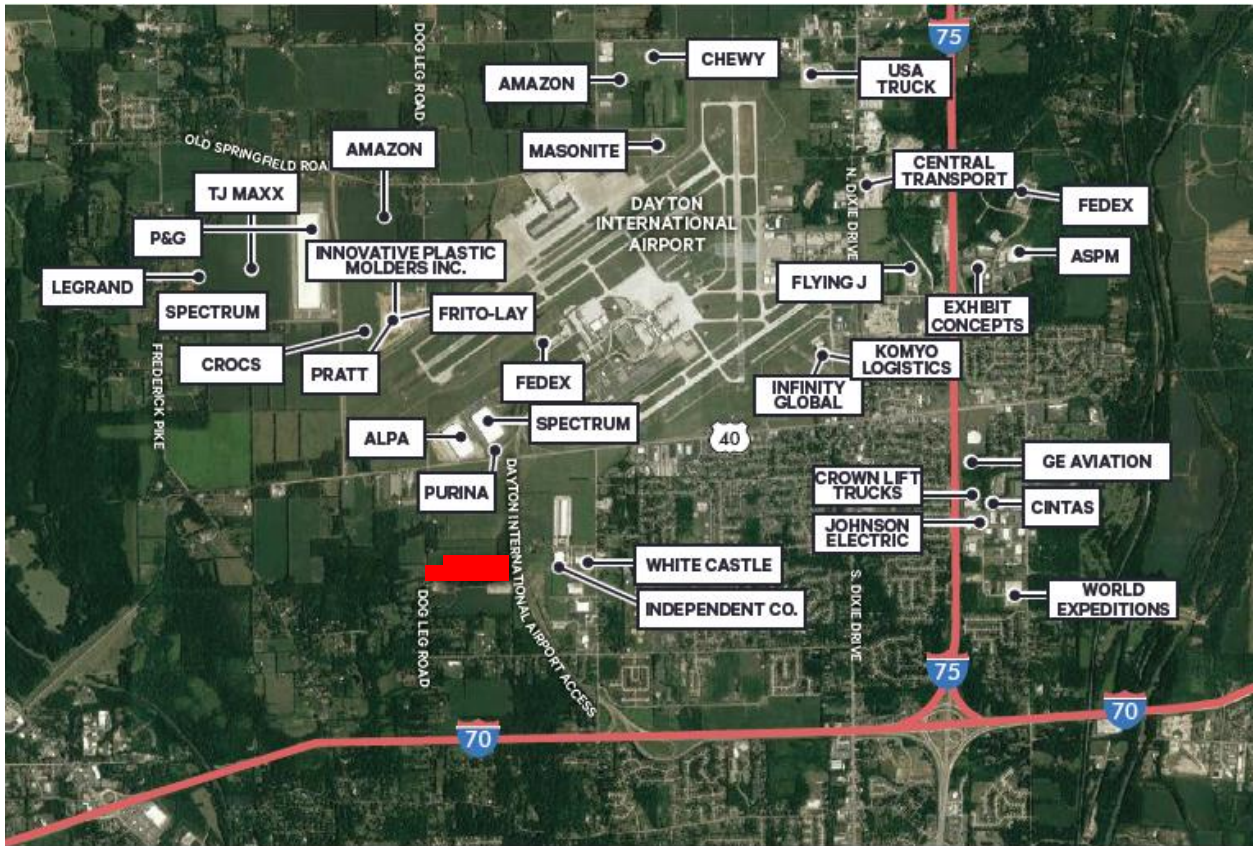 75
DOG LEG ROAD
CHEWY
AMAZON
USA
TRUCK
OLD SPRINGFIELD ROA
AMAZON
MASONITE
N. DIXIE DRIVE
CENTRAL
TRANSPORT
TJ MAXX
FEDEX
DAYTON
INTERNATIONAL
AIRPORT
P&G
INNOVATIVE PLASTIC
MOLDERS INC.
ASPM
LEGRAND
FLYING J
SPECTRUM
FRITO-LAY
EXHIBIT
CONCEPTS
FREDERICK PIKE
CROCS
PRATT
FEDEX
KOMYO
LOGISTICS
INFINITY
GLOBAL
SPECTRUM
ALPA
40
PURINA
GE AVIATION
DAYTON INTERNATIONAL AIRPORT ACCESS
CROWN LIFT
TRUCKS
CINTAS
JOHNSON
ELECTRIC
WHITE CASTLE
DOG LEG ROAD
INDEPENDENT CO.
S. DIXIE DRIVE
WORLD
EXPEDITIONS
75
70
70